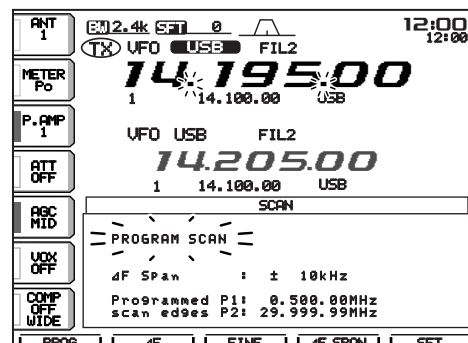 ANT
1
BW 2.4k SFT 0
12:00
12:00
TX VFO USB FIL2
14.195.00
1 14.100.00 USB
METER
Po
P.AMP
1
VFO USB FIL2
14.205.00
1 14.100.00 USB
ATT
OFF
SCAN
AGC
MID
PROGRAM SCAN
VOX
OFF
⊿F Span : ± 10kHz
COMP
OFF
WIDE
Programmed P1: 0.500.00MHz
scan edges P2: 29.999.99MHz
PROG ⊿F FINE ⊿F SPAN SET